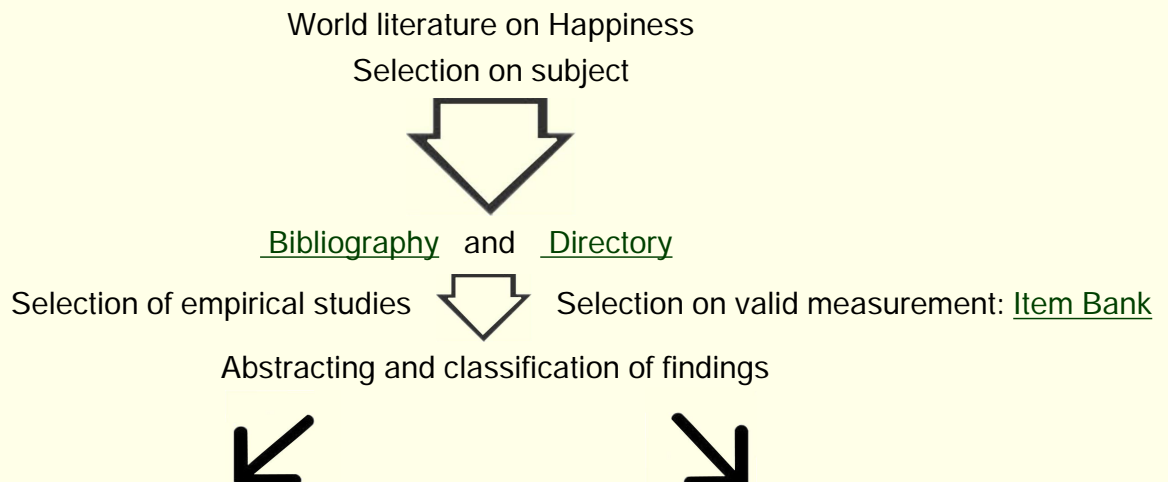 World literature on Happiness
Selection on subject
Bibliography and Directory
Selection of empirical studies Selection on valid measurement: Item Bank
Abstracting and classification of findings